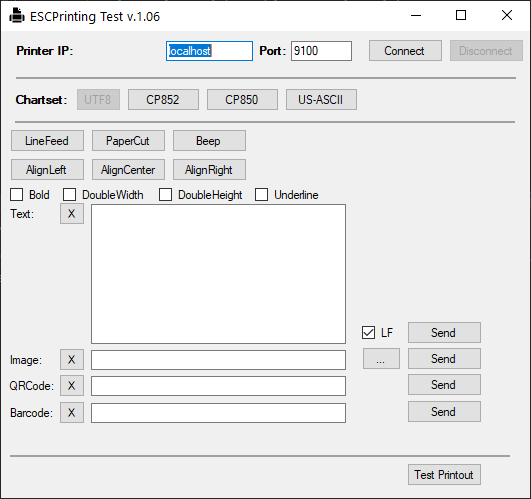 ESCPrinting Test v.1.06
Printer IP: localhost Port: 9100 Connect Disconnect
Chartset: UTF8 CP852 CP850 US-ASCII
LineFeed PaperCut Beep
AlignLeft AlignCenter AlignRight
Bold DoubleWidth DoubleHeight Underline
Text: X
LF Send
Image: X ... Send
QRCode: X Send
Barcode: X Send
Test Printout